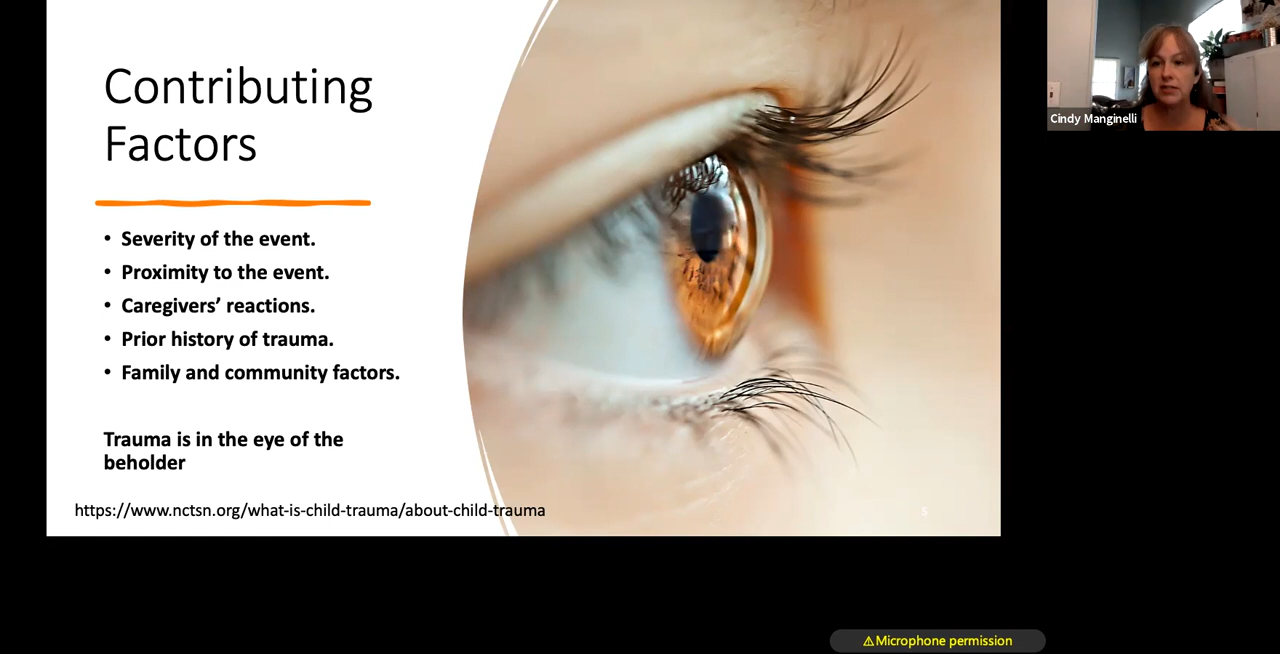 Contributing
Factors
• Severity of the event.
• Proximity to the event.
• Caregivers’ reactions.
• Prior history of trauma.
• Family and community factors.
Trauma is in the eye of the
beholder
https://www.nctsn.org/what-is-child-trauma/about-child-trauma
5
Cindy Manginelli
⚠Microphone permission